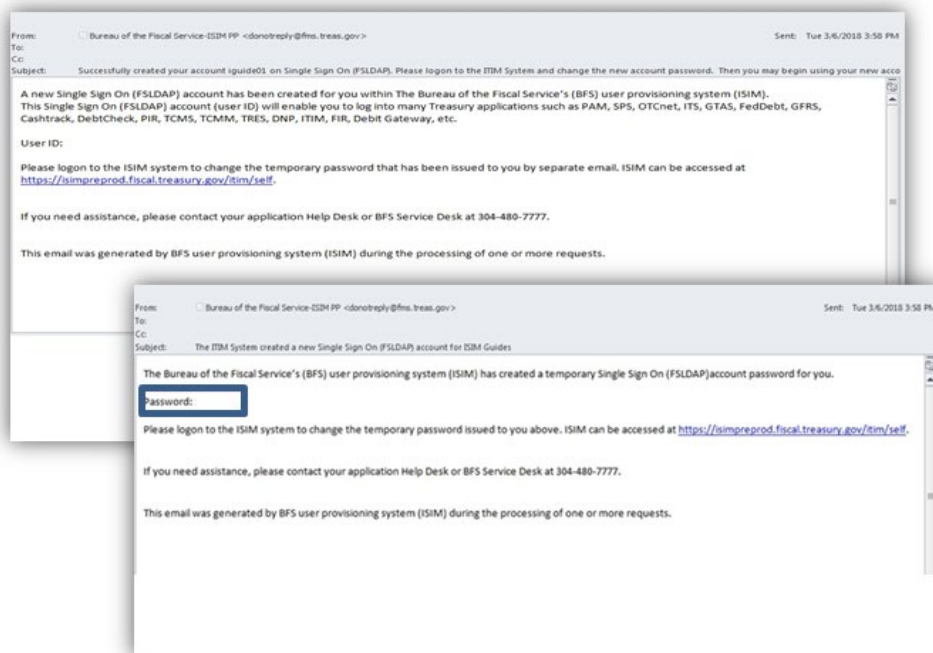 From: Bureau of the Fiscal Service-ISIM PP <donotreply@fms.treas.gov> Sent: Tue 3/6/2018 3:58 PM
To:
Cc:
Subject: Successfully created your account iguide01 on Single Sign On (FSLDAP). Please logon to the ITIM System and change the new account password. Then you may begin using your new acco
A new Single Sign On (FSLDAP) account has been created for you within The Bureau of the Fiscal Service's (BFS) user provisioning system (ISIM).
This Single Sign On (FSLDAP) account (user ID) will enable you to log into many Treasury applications such as PAM, SPS, OTCnet, ITS, GTAS, FedDebt, GFRS,
Cashtrack, DebtCheck, PIR, TCMS, TCMM, TRES, DNP, ITIM, FIR, Debit Gateway, etc.
User ID:
Please logon to the ISIM system to change the temporary password that has been issued to you by separate email. ISIM can be accessed at
https://isimpreprod.fiscal.treasury.gov/itim/self.
If you need assistance, please contact your application Help Desk or BFS Service Desk at 304-480-7777.
This email was generated by BFS user provisioning system (ISIM) during the processing of one or more requests.
From: Bureau of the Fiscal Service-ISIM PP <donotreply@fms.treas.gov> Sent: Tue 3/6/2018 3:58 PM
To:
Cc:
Subject: The ITIM System created a new Single Sign On (FSLDAP) account for ISIM Guides
The Bureau of the Fiscal Service's (BFS) user provisioning system (ISIM) has created a temporary Single Sign On (FSLDAP)account password for you.
Password:
Please logon to the ISIM system to change the temporary password issued to you above. ISIM can be accessed at https://isimpreprod.fiscal.treasury.gov/itim/self.
If you need assistance, please contact your application Help Desk or BFS Service Desk at 304-480-7777.
This email was generated by BFS user provisioning system (ISIM) during the processing of one or more requests.